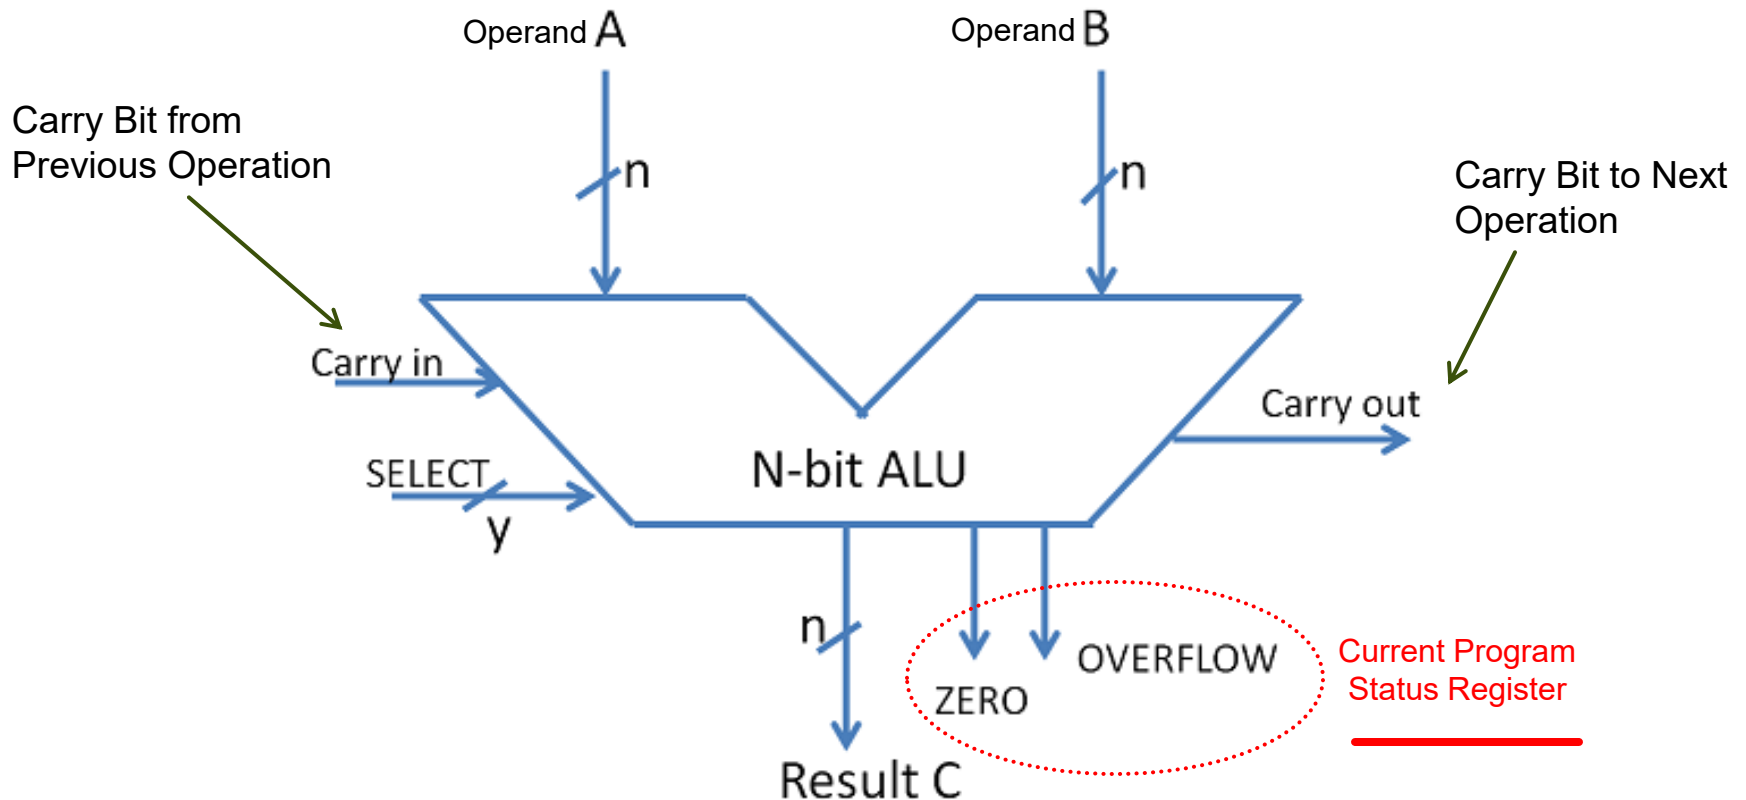 Operand A
Operand B
Carry Bit from
Previous Operation
n
n
Carry Bit to Next
Operation
Carry in
Carry out
SELECT
N-bit ALU
y
n
OVERFLOW
ZERO
Current Program
Status Register
Result C